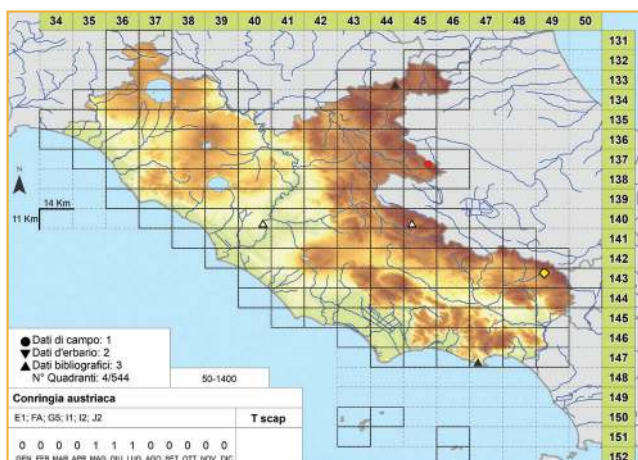 34 35 36 37 38 39 40 41 42 43 44 45 46 47 48 49 50
131
132
133
134
135
136
137
138
139
140
141
142
143
144
145
146
147
148
149
150
151
152
N
14 Km
11 Km
Dati di campo: 1
Dati d'erbario: 2
Dati bibliografici: 3
N° Quadranti: 4/544
50-1400
Conringia austriaca
E1; FA; G5; I1; I2; J2
T scap
0 0 0 0 1 1 1 0 0 0 0 0
GEN FEB MAR APR MAG GIU LUG AGO SET OTT NOV DIC